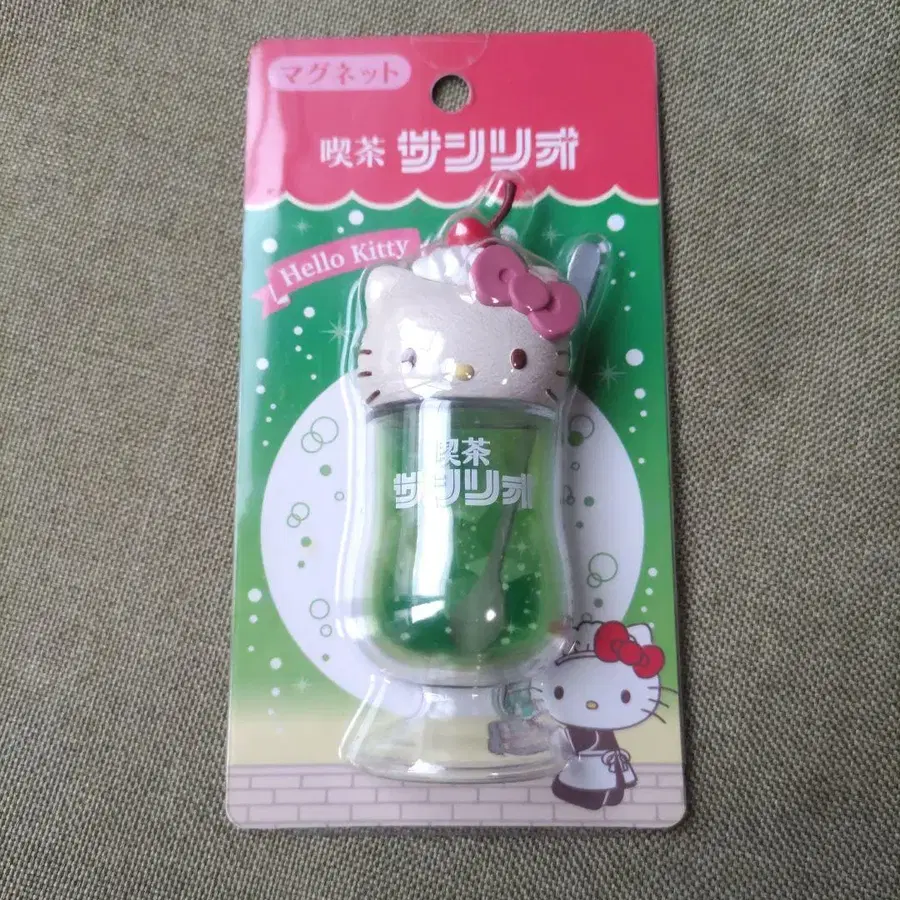 マグネット
喫茶 サンリオ
Hello Kitty
喫茶
サンリオ